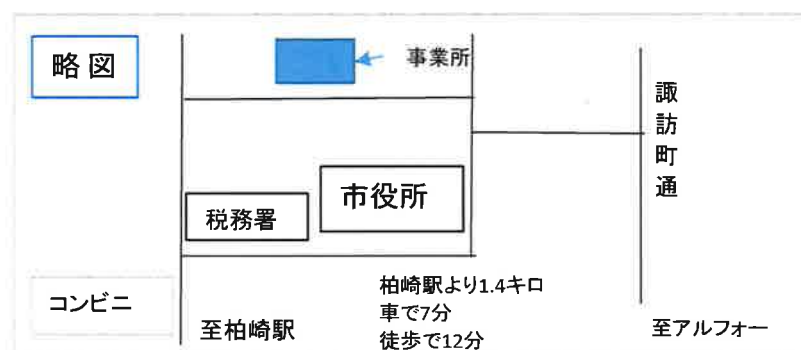 略図
事業所
諏訪町通
市役所
税務署
コンビニ
柏崎駅より1.4キロ
車で7分
徒歩で12分
至柏崎駅
至アルフォー